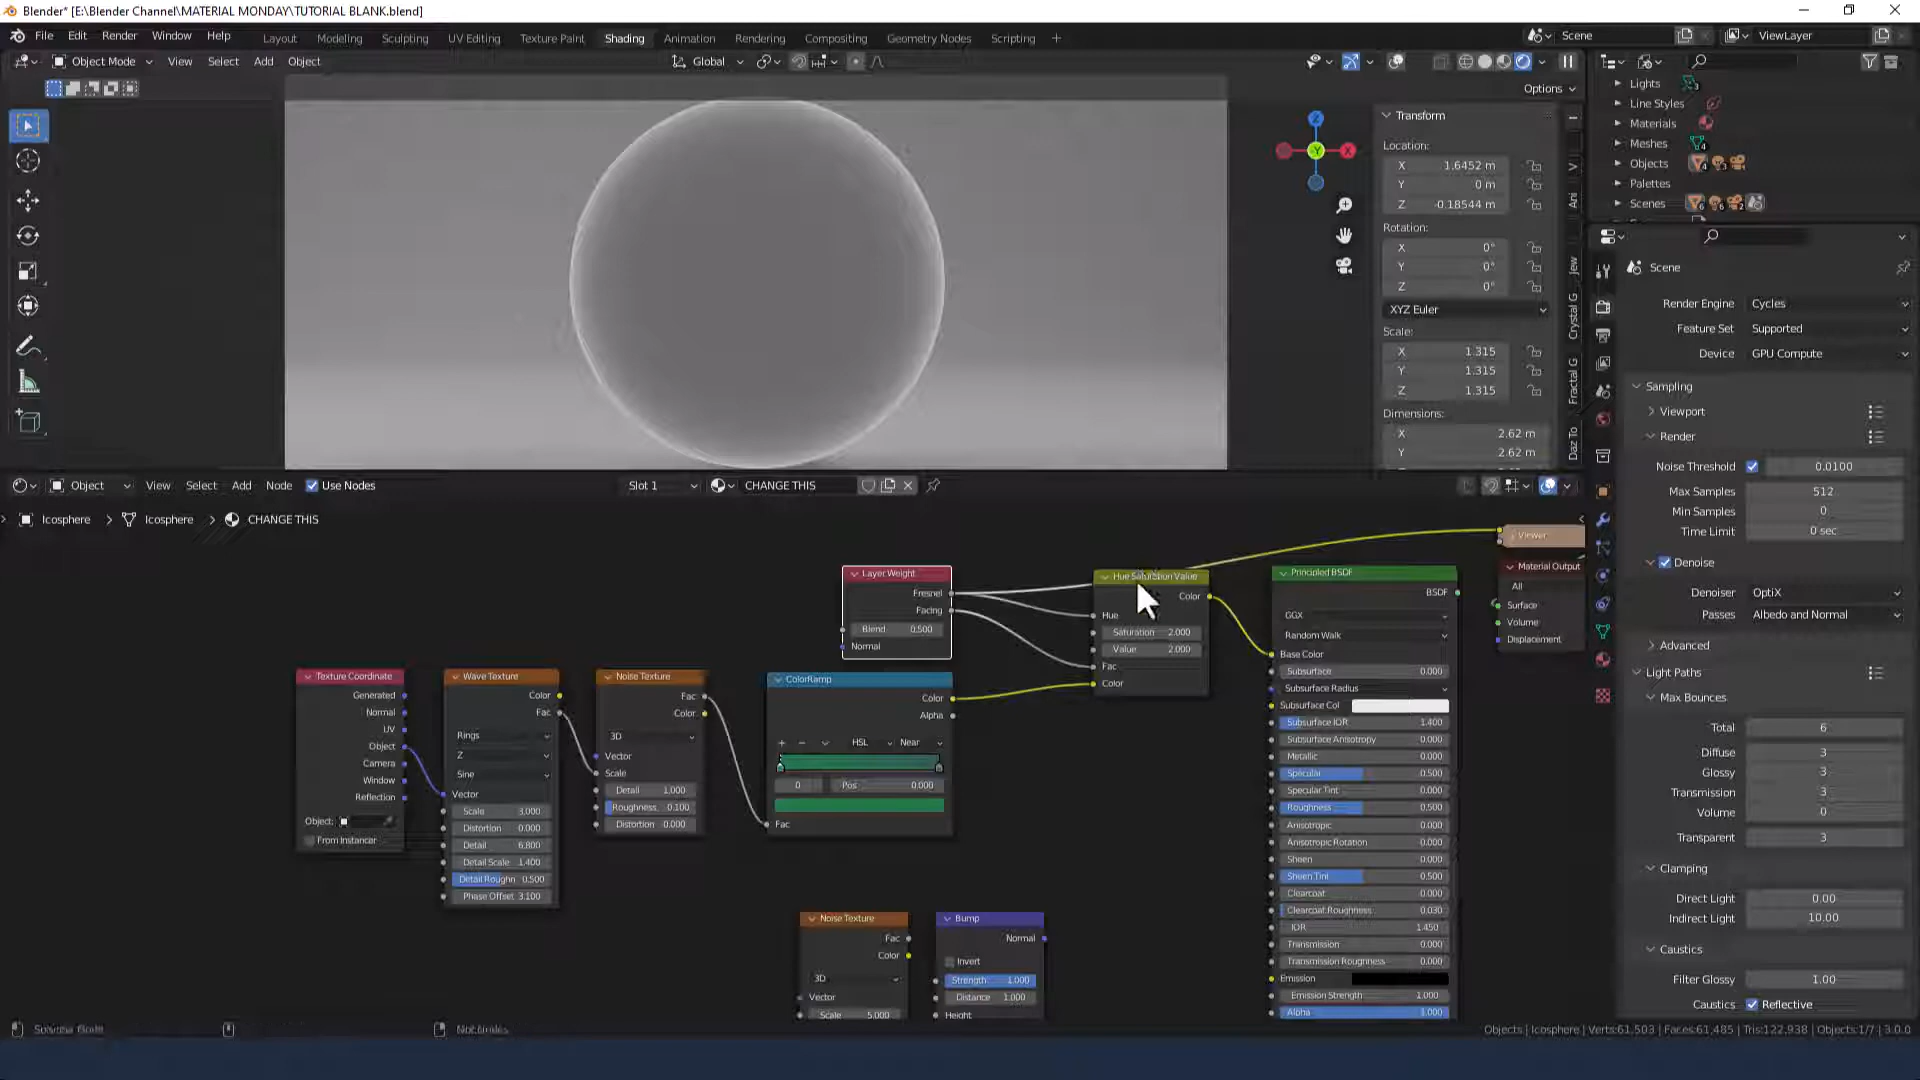 Blender* [E:\Blender Channel\MATERIAL MONDAY\TUTORIAL BLANK.blend]
File Edit Render Window Help Layout Modeling Sculpting UV Editing Texture Paint Shading Animation Rendering Compositing Geometry Nodes Scripting + Scene ViewLayer
Object Mode View Select Add Object Global
Options
Lights
Line Styles
Materials
Meshes
Objects
Palettes
Scenes
Transform
Location:
X 1.6452 m
Y 0 m
Z -0.18544 m
Rotation:
X 0°
Y 0°
Z 0°
XYZ Euler
Scale:
X 1.315
Y 1.315
Z 1.315
Dimensions:
X 2.62 m
Y 2.62 m
V
Ani
Jew
Crystal G
Fractal G
Daz To
Z
Y
X
Scene
Render Engine Cycles
Feature Set Supported
Device GPU Compute
Sampling
Viewport
Render
Noise Threshold 0.0100
Max Samples 512
Min Samples 0
Time Limit 0 sec
Denoise
Denoiser OptiX
Passes Albedo and Normal
Advanced
Light Paths
Max Bounces
Total 6
Diffuse 3
Glossy 3
Transmission 3
Volume 0
Transparent 3
Clamping
Direct Light 0.00
Indirect Light 10.00
Caustics
Filter Glossy 1.00
Caustics Reflective
Object View Select Add Node Use Nodes Slot 1 CHANGE THIS
Icosphere > Icosphere > CHANGE THIS
Texture Coordinate
Generated
Normal
UV
Object
Camera
Window
Reflection
Object:
From Instancer
Wave Texture
Color
Fac
Rings
Z
Sine
Vector
Scale 3.000
Distortion 0.000
Detail 6.800
Detail Scale 1.400
Detail Roughn 0.500
Phase Offset 3.100
Noise Texture
Fac
Color
3D
Vector
Scale
Detail 1.000
Roughness 0.100
Distortion 0.000
ColorRamp
Color
Alpha
+ − HSL Near
0 Pos 0.000
Fac
Layer Weight
Fresnel
Facing
Blend 0.500
Normal
Hue Saturation Value
Color
Hue
Saturation 2.000
Value 2.000
Fac
Color
Noise Texture
Fac
Color
3D
Vector
Scale 5.000
Bump
Normal
Invert
Strength 1.000
Distance 1.000
Height
Principled BSDF
BSDF
GGX
Random Walk
Base Color
Subsurface 0.000
Subsurface Radius
Subsurface Col
Subsurface IOR 1.400
Subsurface Anisotropy 0.000
Metallic 0.000
Specular 0.500
Specular Tint 0.000
Roughness 0.500
Anisotropic 0.000
Anisotropic Rotation 0.000
Sheen 0.000
Sheen Tint 0.500
Clearcoat 0.000
Clearcoat Roughness 0.030
IOR 1.450
Transmission 0.000
Transmission Roughness 0.000
Emission
Emission Strength 1.000
Alpha 1.000
Viewer
Material Output
All
Surface
Volume
Displacement
Objects | Icosphere | Verts:61,503 | Faces:61,485 | Tris:122,938 | Objects:1/7 | 3.0.0